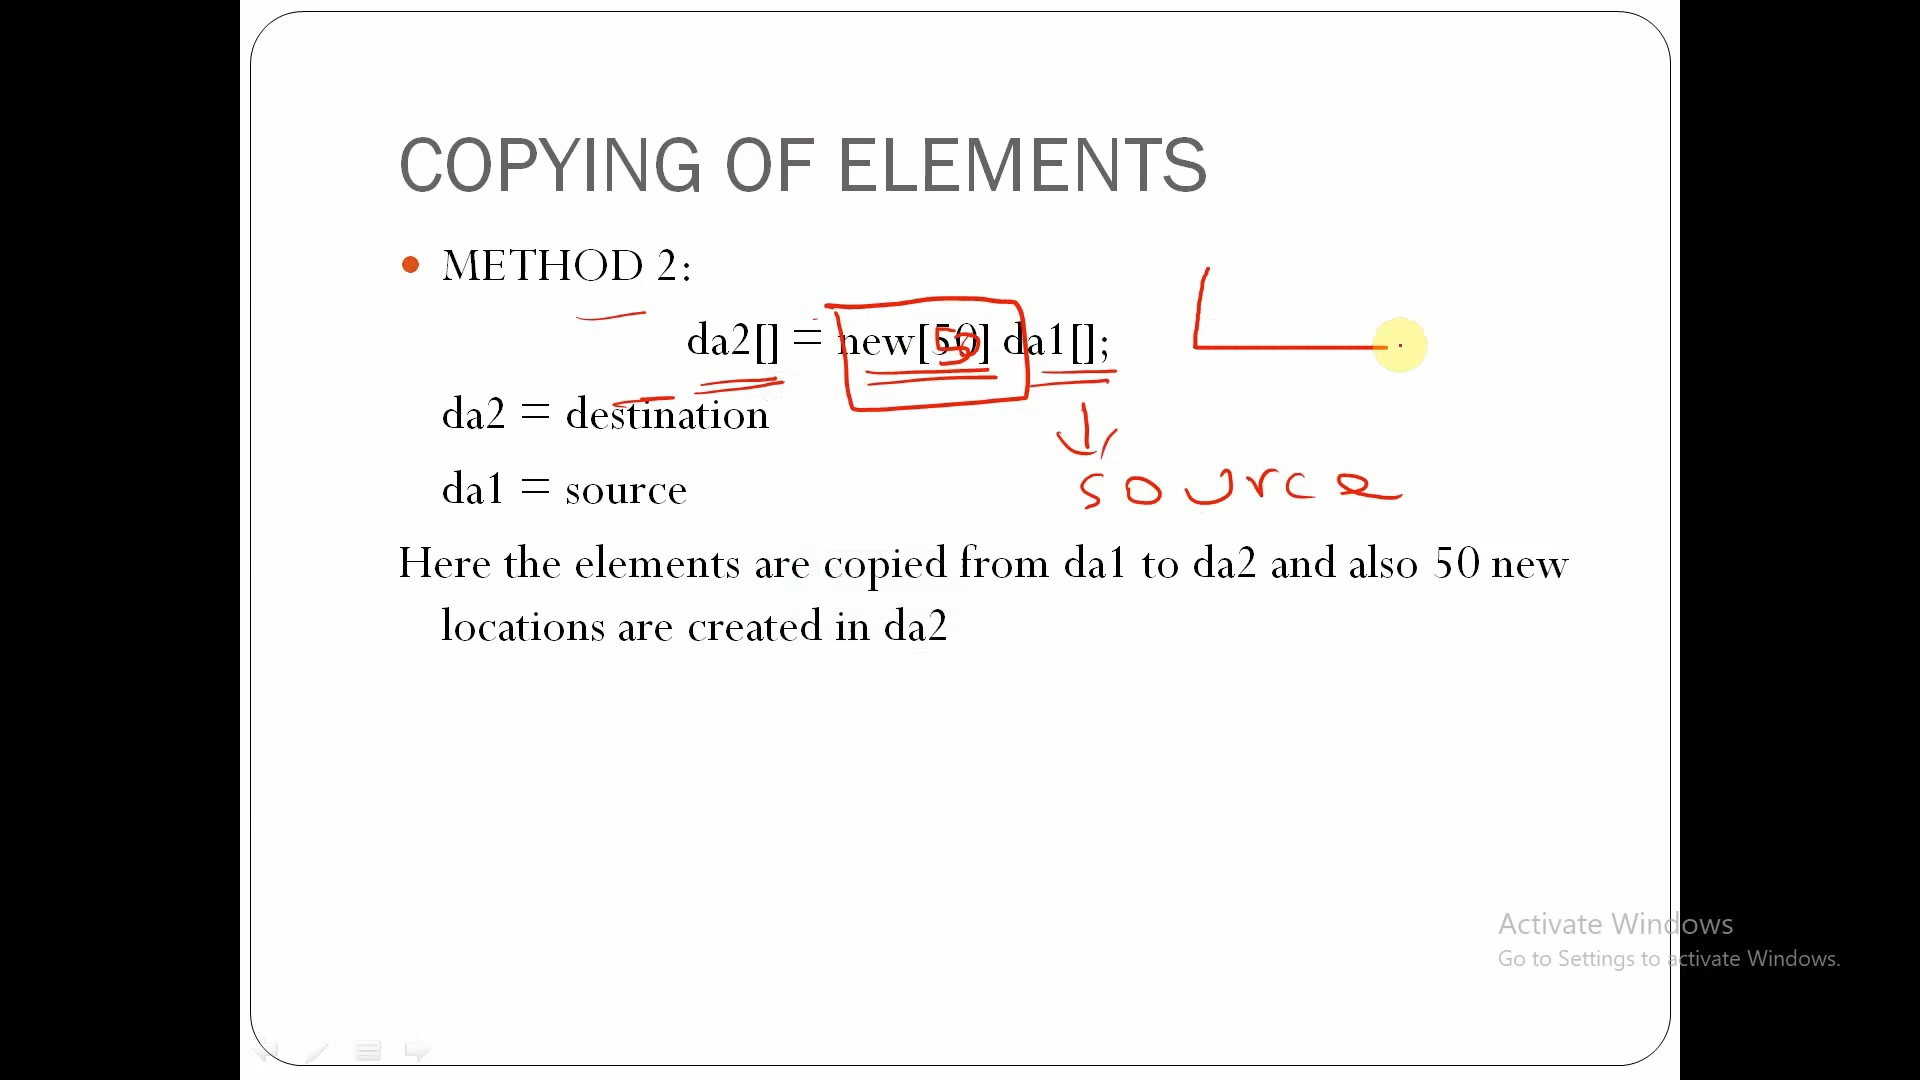 COPYING OF ELEMENTS
METHOD 2:
da2[] = new[50] da1[];
50
da2 = destination
da1 = source
source
Here the elements are copied from da1 to da2 and also 50 new
locations are created in da2
Activate Windows
Go to Settings to activate Windows.